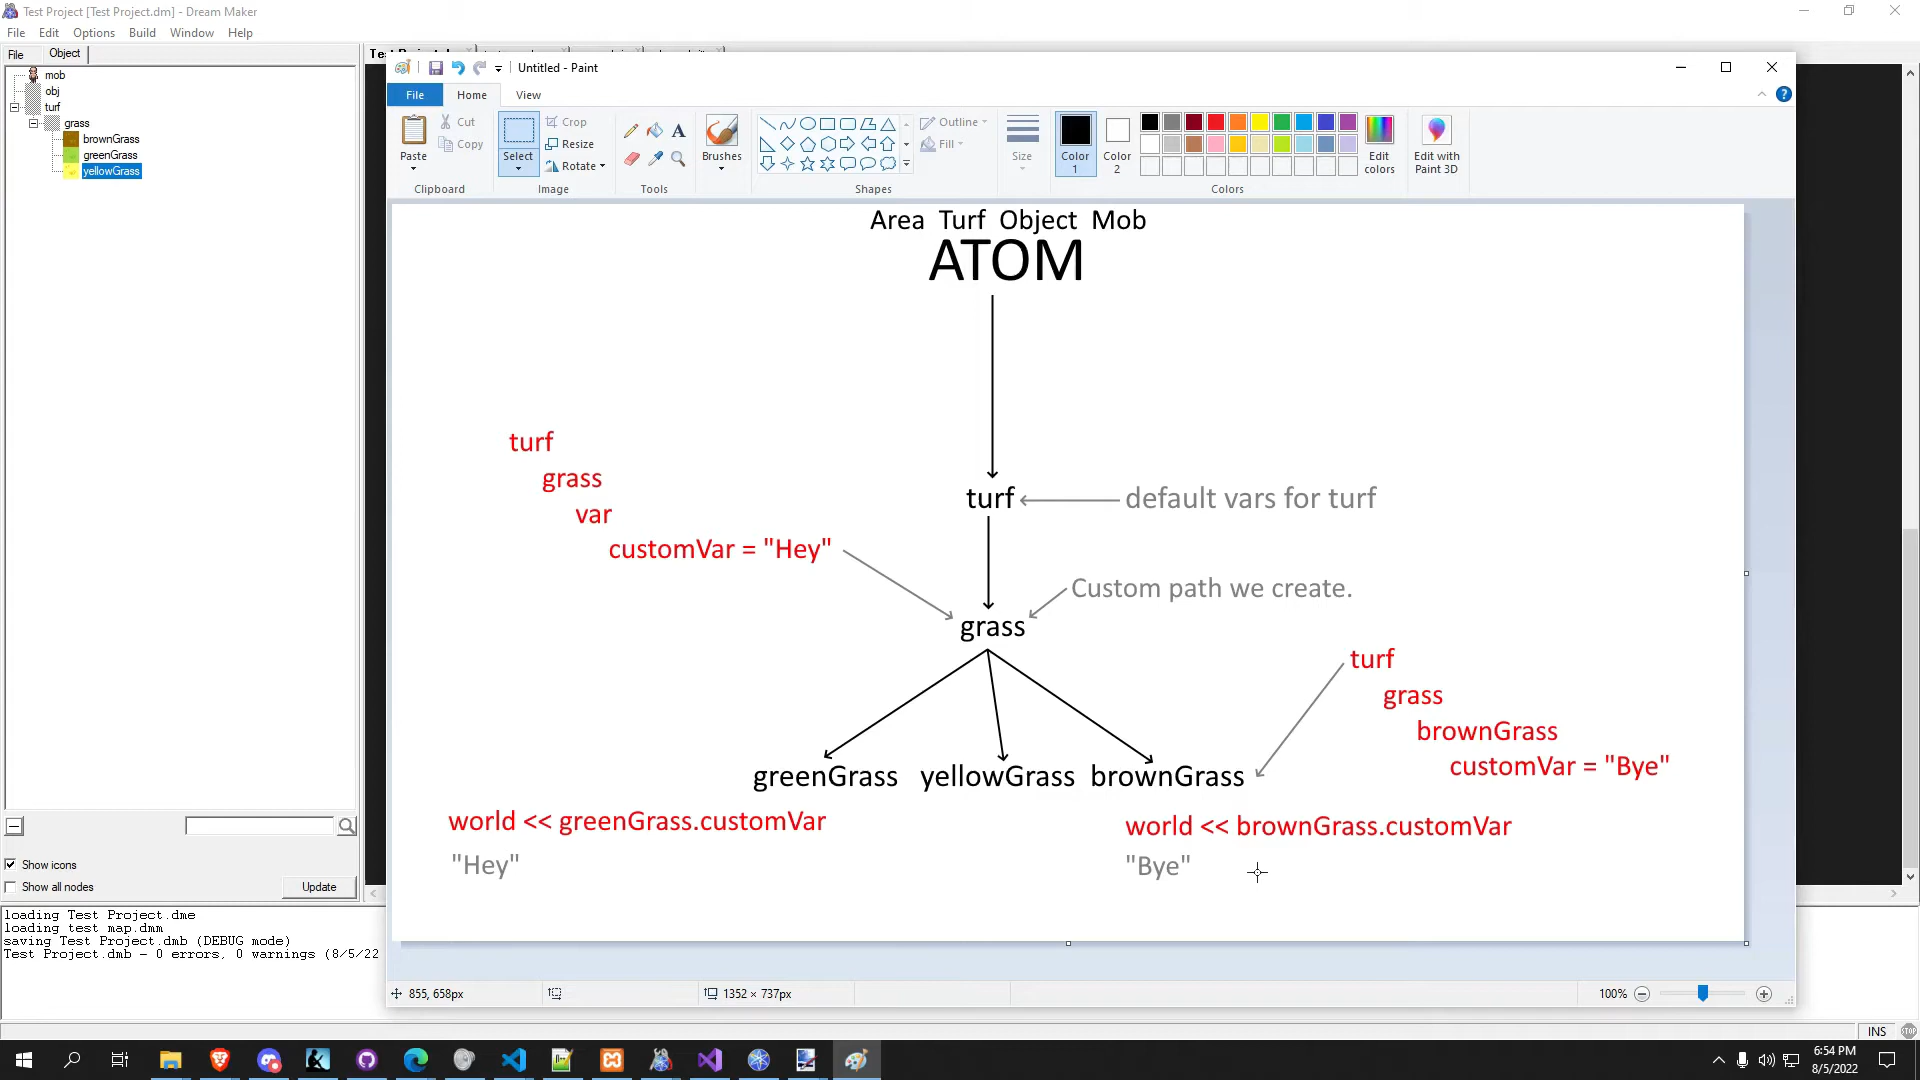 Test Project [Test Project.dm] - Dream Maker
File Edit Options Build Window Help
File Object
mob
obj
turf
grass
brownGrass
greenGrass
yellowGrass
Show icons
Show all nodes
Update
loading Test Project.dme
loading test map.dmm
saving Test Project.dmb (DEBUG mode)
Test Project.dmb - 0 errors, 0 warnings (8/5/22
Untitled - Paint
File Home View
Paste
Cut
Copy
Clipboard
Select
Crop
Resize
Rotate
Image
A
Tools
Brushes
Outline
Fill
Shapes
Size
Color 1
Color 2
Edit colors
Colors
Edit with Paint 3D
Area Turf Object Mob
ATOM
turf
grass
var
customVar = "Hey"
turf
default vars for turf
Custom path we create.
grass
turf
grass
brownGrass
customVar = "Bye"
greenGrass yellowGrass brownGrass
world << greenGrass.customVar
"Hey"
world << brownGrass.customVar
"Bye"
855, 658px
1352 × 737px
100%
INS
6:54 PM
8/5/2022